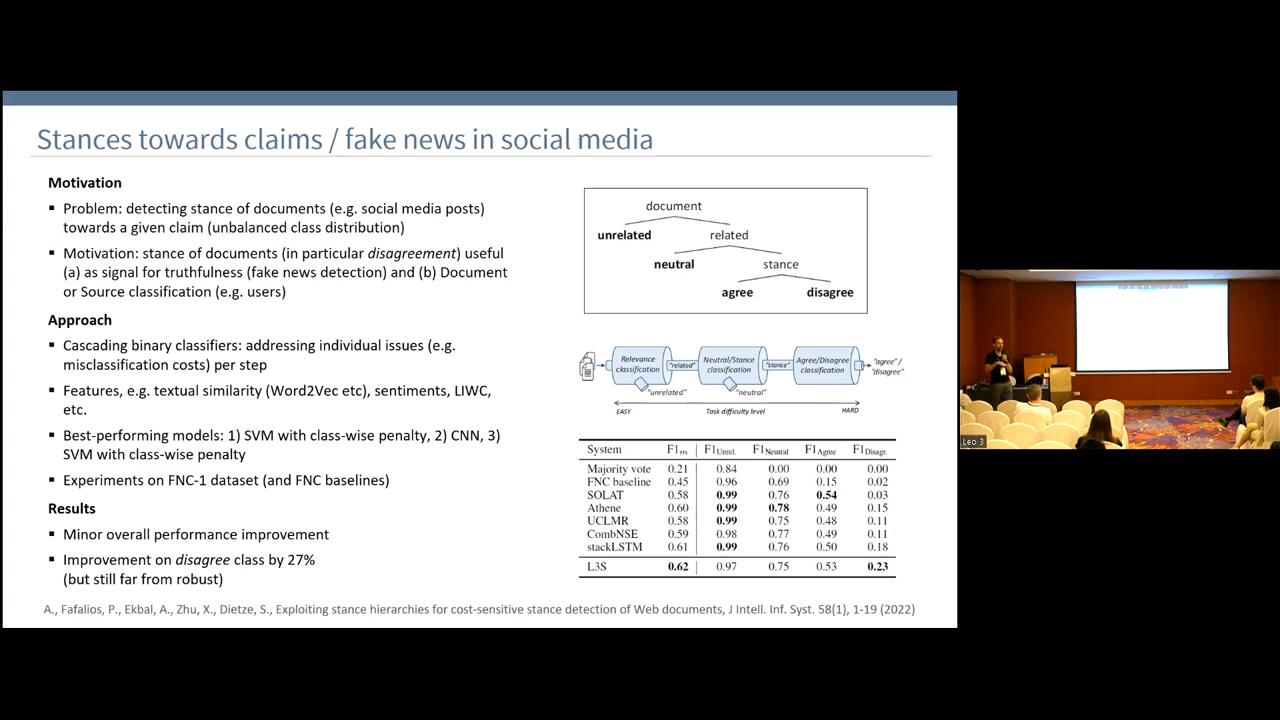 Stances towards claims / fake news in social media
Motivation
▪ Problem: detecting stance of documents (e.g. social media posts)
towards a given claim (unbalanced class distribution)
▪ Motivation: stance of documents (in particular disagreement) useful
(a) as signal for truthfulness (fake news detection) and (b) Document
or Source classification (e.g. users)
Approach
▪ Cascading binary classifiers: addressing individual issues (e.g.
misclassification costs) per step
▪ Features, e.g. textual similarity (Word2Vec etc), sentiments, LIWC,
etc.
▪ Best-performing models: 1) SVM with class-wise penalty, 2) CNN, 3)
SVM with class-wise penalty
▪ Experiments on FNC-1 dataset (and FNC baselines)
Results
▪ Minor overall performance improvement
▪ Improvement on disagree class by 27%
(but still far from robust)
document
unrelated related
neutral stance
agree disagree
Relevance classification "related" Neutral/Stance classification "stance" Agree/Disagree classification "agree" / "disagree"
"unrelated" "neutral"
EASY Task difficulty level HARD
System F1m F1Unrel. F1Neutral F1Agree F1Disagr.
Majority vote 0.21 0.84 0.00 0.00 0.00
FNC baseline 0.45 0.96 0.69 0.15 0.02
SOLAT 0.58 0.99 0.76 0.54 0.03
Athene 0.60 0.99 0.78 0.49 0.15
UCLMR 0.58 0.99 0.75 0.48 0.11
CombNSE 0.59 0.98 0.77 0.49 0.11
stackLSTM 0.61 0.99 0.76 0.50 0.18
L3S 0.62 0.97 0.75 0.53 0.23
A., Fafalios, P., Ekbal, A., Zhu, X., Dietze, S., Exploiting stance hierarchies for cost-sensitive stance detection of Web documents, J Intell. Inf. Syst. 58(1), 1-19 (2022)
Leo 3